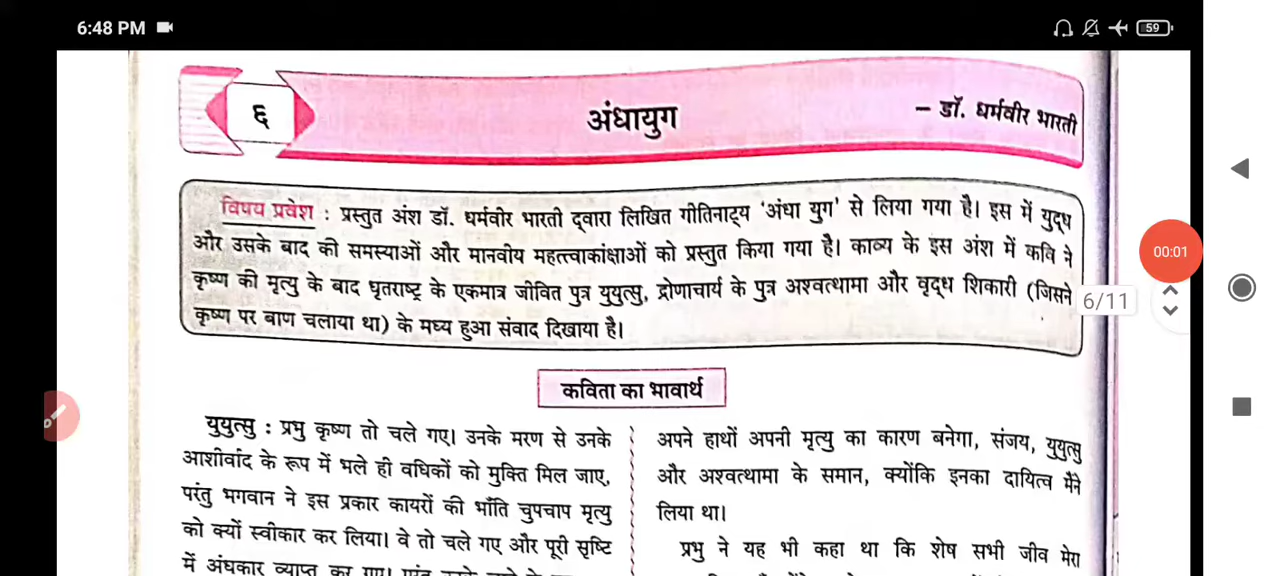 6:48 PM
59
६
अंधायुग
– डॉ. धर्मवीर भारती
विषय प्रवेश : प्रस्तुत अंश डॉ. धर्मवीर भारती द्वारा लिखित गीतिनाट्य ‘अंधा युग’ से लिया गया है। इस में युद्ध
और उसके बाद की समस्याओं और मानवीय महत्त्वाकांक्षाओं को प्रस्तुत किया गया है। काव्य के इस अंश में कवि ने
कृष्ण की मृत्यु के बाद धृतराष्ट्र के एकमात्र जीवित पुत्र युयुत्सु, द्रोणाचार्य के पुत्र अश्वत्थामा और वृद्ध शिकारी (जिसने
कृष्ण पर बाण चलाया था) के मध्य हुआ संवाद दिखाया है।
00:01
6/11
कविता का भावार्थ
युयुत्सु : प्रभु कृष्ण तो चले गए। उनके मरण से उनके
आशीर्वाद के रूप में भले ही वधिकों को मुक्ति मिल जाए,
परंतु भगवान ने इस प्रकार कायरों की भाँति चुपचाप मृत्यु
को क्यों स्वीकार कर लिया। वे तो चले गए और पूरी सृष्टि
में अंधकार व्याप्त कर गए।
अपने हाथों अपनी मृत्यु का कारण बनेगा, संजय, युयुत्सु
और अश्वत्थामा के समान, क्योंकि इनका दायित्व मैंने
लिया था।
प्रभु ने यह भी कहा था कि शेष सभी जीव मेरा